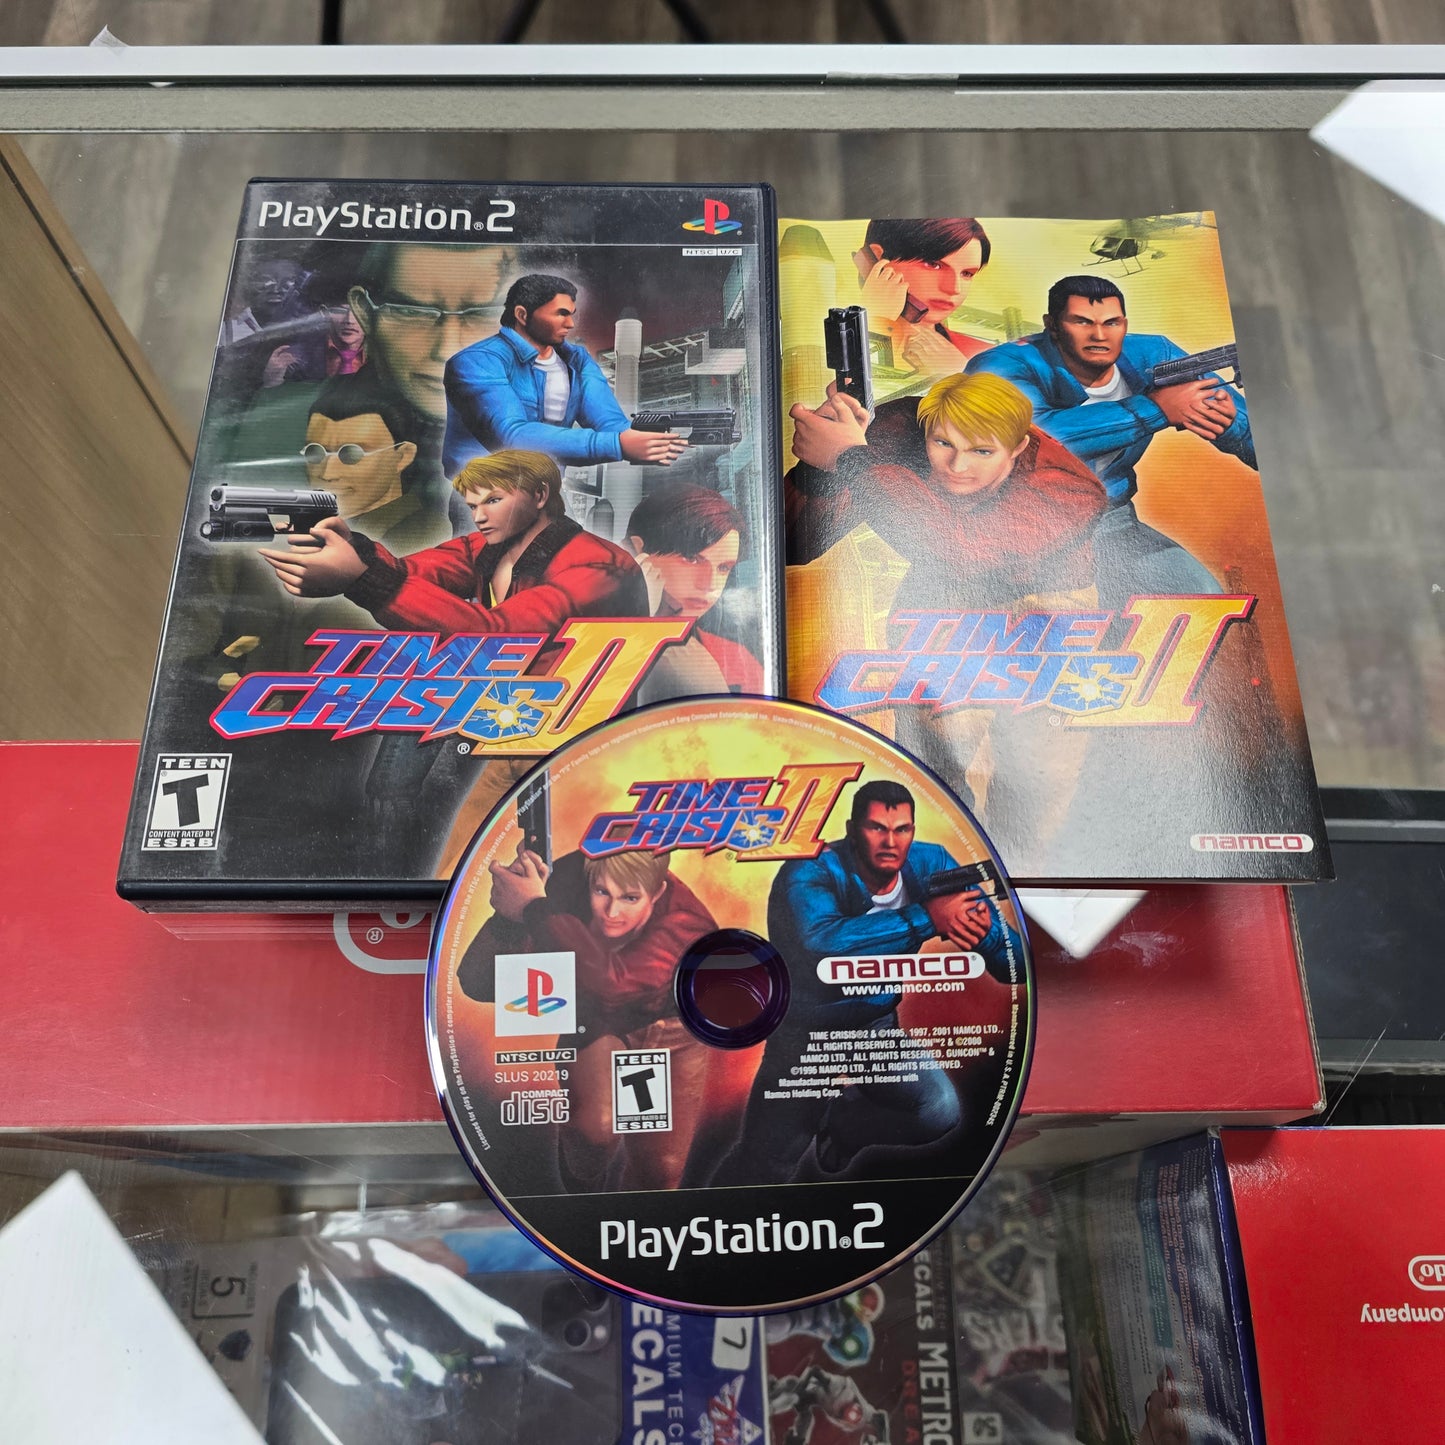 PlayStation®2
NTSC U/C
TIME
CRISIS II
®
TEEN
T
CONTENT RATED BY
ESRB
TIME
CRISIS II
®
namco®
TIME
CRISIS II
®
namco®
www.namco.com
NTSC U/C
SLUS 20219
COMPACT
disc
TEEN
T
CONTENT RATED BY
ESRB
TIME CRISIS®2 & ©1995, 1997, 2001 NAMCO LTD.,
ALL RIGHTS RESERVED. GUNCON™2 & ©2000
NAMCO LTD., ALL RIGHTS RESERVED. GUNCON™ &
©1996 NAMCO LTD., ALL RIGHTS RESERVED.
Manufactured pursuant to license with
Namco Holding Corp.
PlayStation®2
®
5
ECALS
7
ECALS
METRO
DREA
do®
company